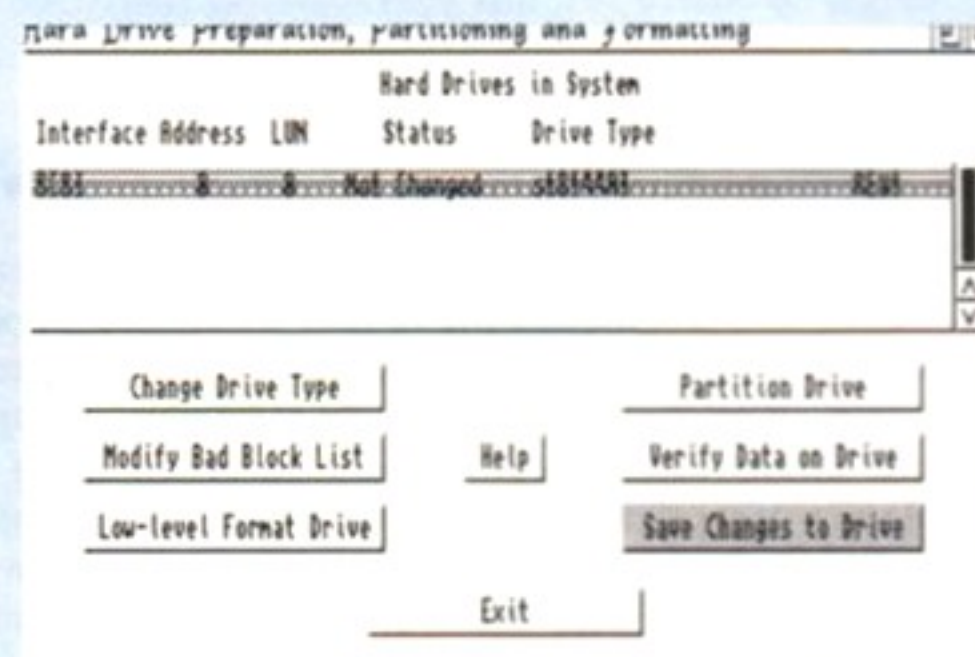 Hard Drive Preparation, Partitioning and Formatting
Hard Drives in System
Interface Address LUN Status Drive Type
Not Changed
Change Drive Type
Partition Drive
Modify Bad Block List
Help
Verify Data on Drive
Low-level Format Drive
Save Changes to Drive
Exit